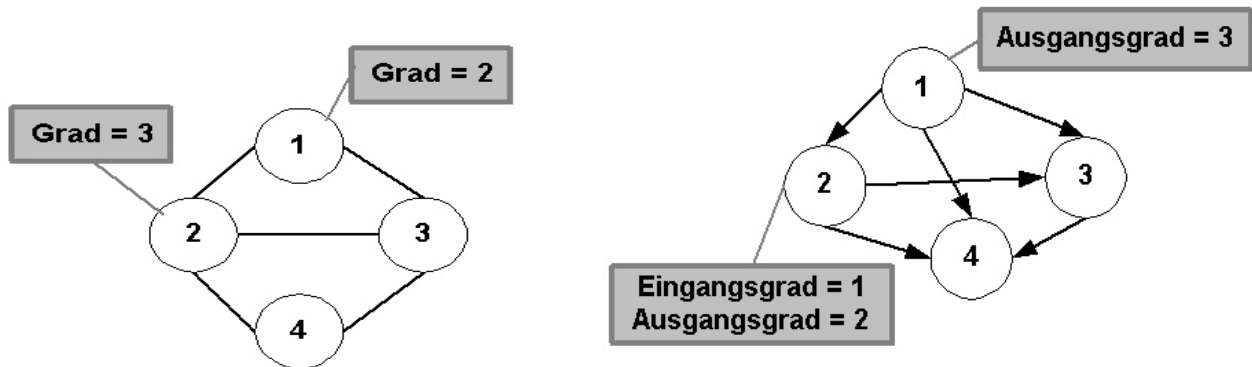 Grad = 2
Grad = 3
1
2
3
4
Ausgangsgrad = 3
1
2
3
4
Eingangsgrad = 1
Ausgangsgrad = 2